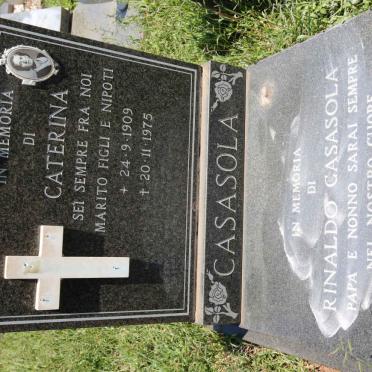 IN MEMORIA
DI
CATERINA
SEI SEMPRE FRA NOI
MARITO FIGLI E NIPOTI
+ 24·9·1909
† 20·11·1975
CASASOLA
IN MEMORIA
DI
RINALDO CASASOLA
PAPA E NONNO SARAI SEMPRE
NEL NOSTRO CUORE